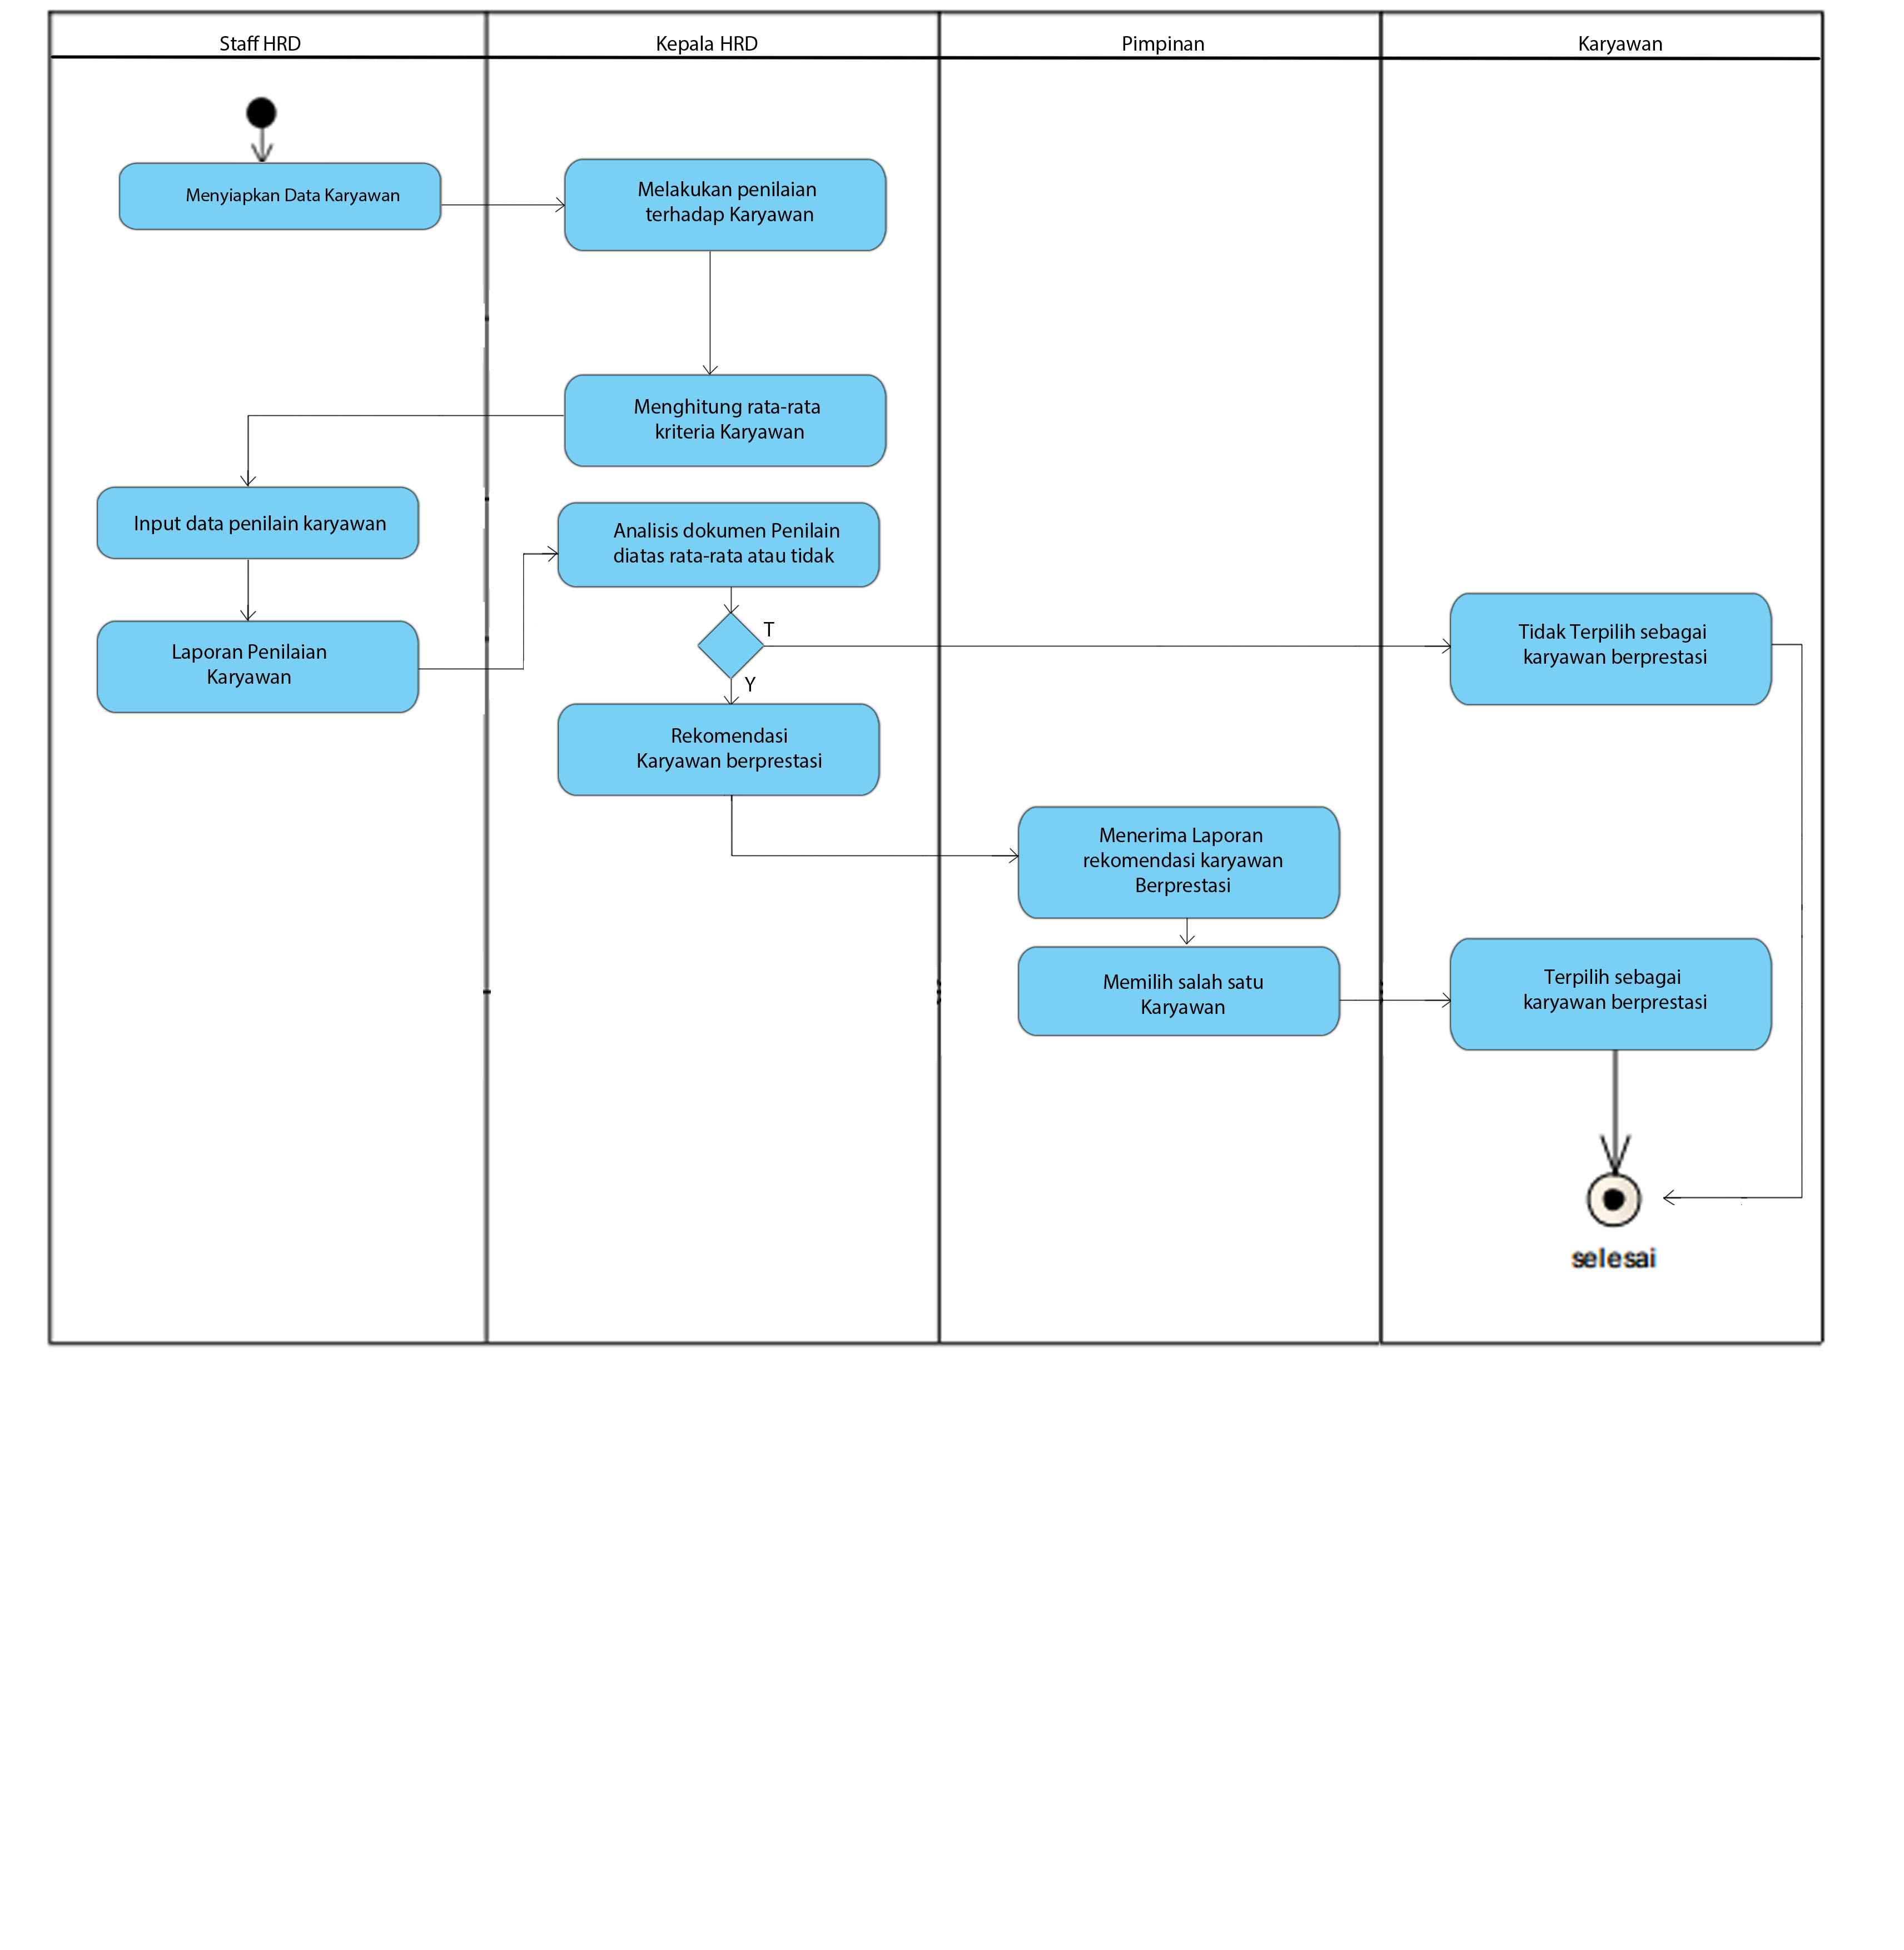 Staff HRD
Kepala HRD
Pimpinan
Karyawan
Menyiapkan Data Karyawan
Melakukan penilaian
terhadap Karyawan
Menghitung rata-rata
kriteria Karyawan
Input data penilain karyawan
Analisis dokumen Penilain
diatas rata-rata atau tidak
T
Tidak Terpilih sebagai
karyawan berprestasi
Laporan Penilaian
Karyawan
Y
Rekomendasi
Karyawan berprestasi
Menerima Laporan
rekomendasi karyawan
Berprestasi
Memilih salah satu
Karyawan
Terpilih sebagai
karyawan berprestasi
selesai